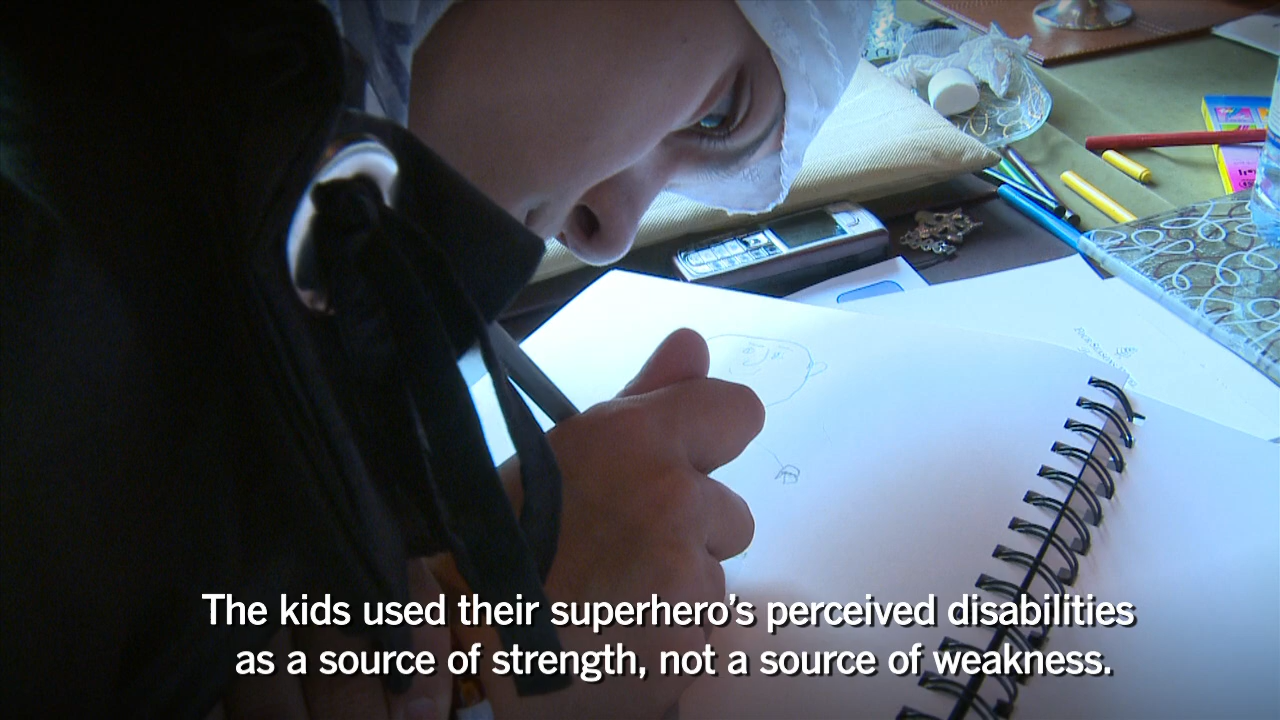 The kids used their superhero's perceived disabilities
as a source of strength, not a source of weakness.